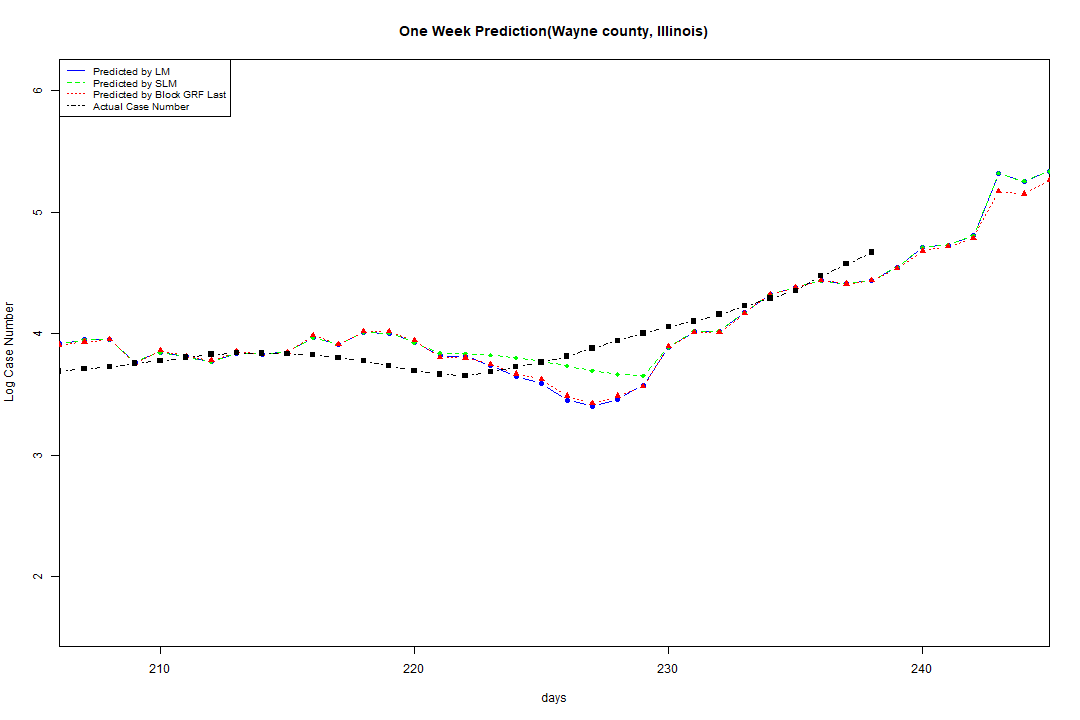 One Week Prediction(Wayne county, Illinois)
Predicted by LM
Predicted by SLM
Predicted by Block GRF Last
Actual Case Number
6
5
4
3
2
Log Case Number
210
220
230
240
days